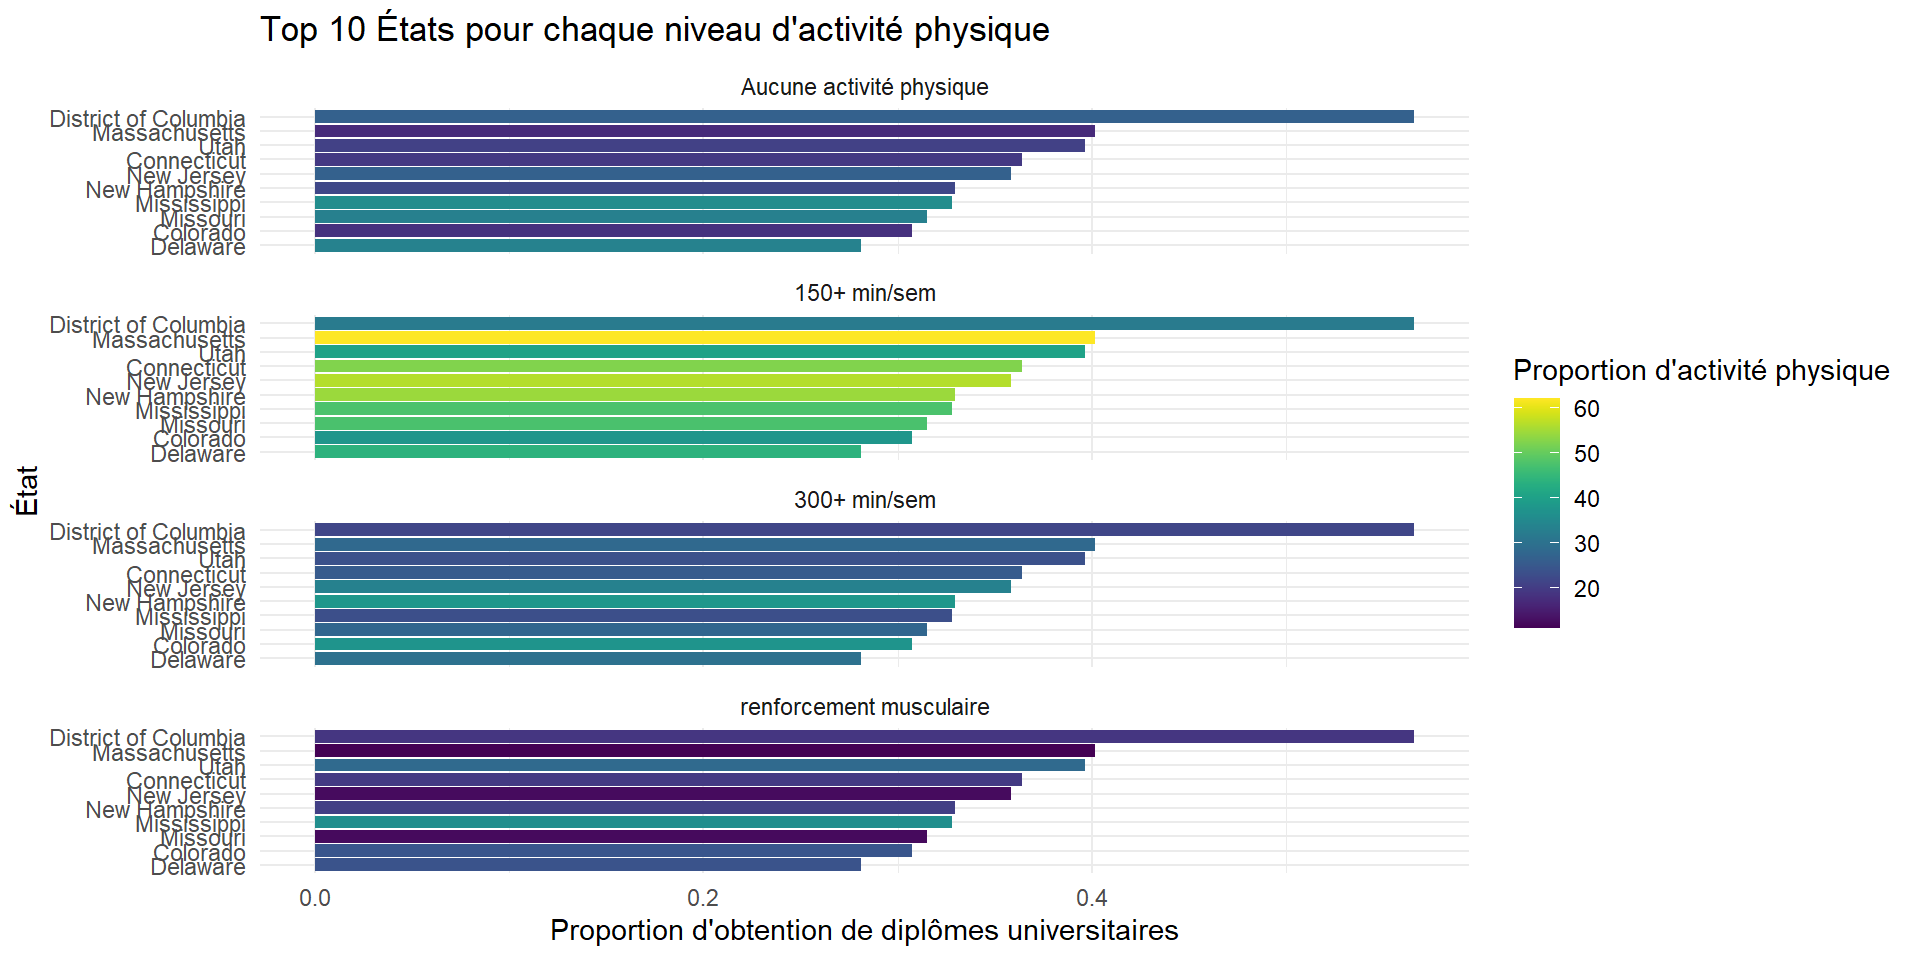 Top 10 États pour chaque niveau d'activité physique
Aucune activité physique
District of Columbia
Massachusetts
Utah
Connecticut
New Jersey
New Hampshire
Mississippi
Missouri
Colorado
Delaware
150+ min/sem
District of Columbia
Massachusetts
Utah
Connecticut
New Jersey
New Hampshire
Mississippi
Missouri
Colorado
Delaware
300+ min/sem
District of Columbia
Massachusetts
Utah
Connecticut
New Jersey
New Hampshire
Mississippi
Missouri
Colorado
Delaware
renforcement musculaire
District of Columbia
Massachusetts
Utah
Connecticut
New Jersey
New Hampshire
Mississippi
Missouri
Colorado
Delaware
0.0 0.2 0.4
Proportion d'obtention de diplômes universitaires
État
Proportion d'activité physique
60
50
40
30
20